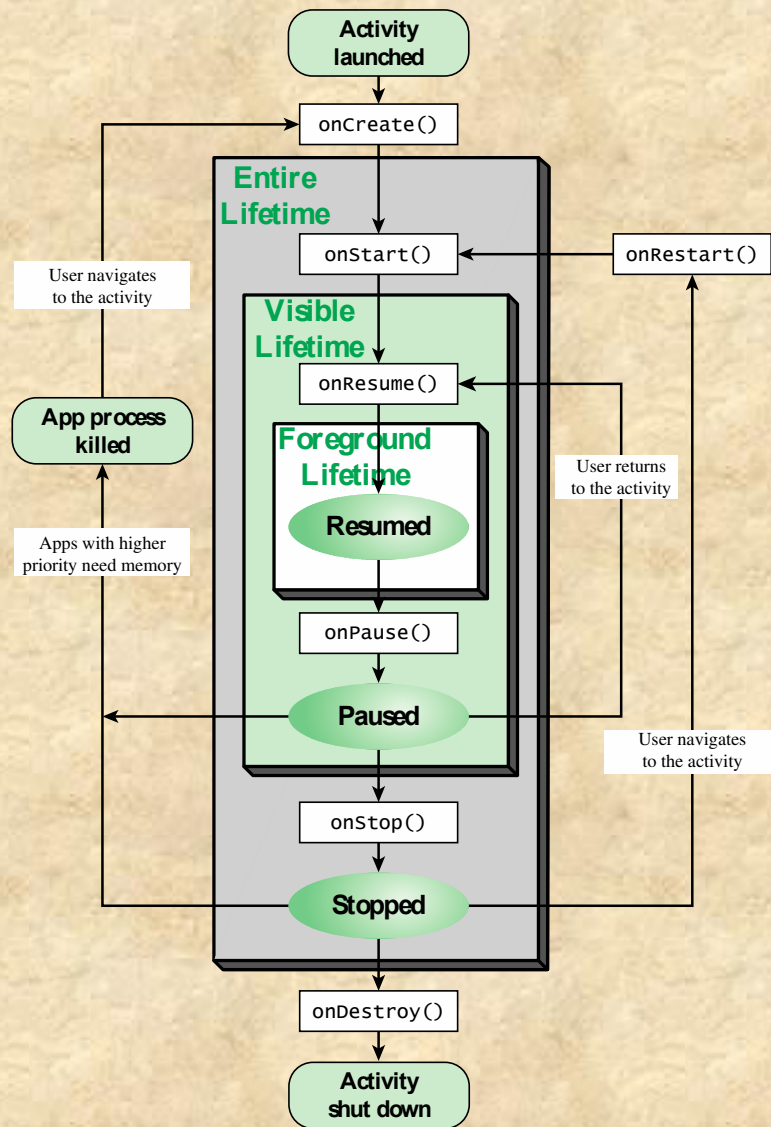 Activity
launched
onCreate()
Entire
Lifetime
onStart()
onRestart()
User navigates
to the activity
Visible
Lifetime
onResume()
App process
killed
Foreground
Lifetime
User returns
to the activity
Resumed
Apps with higher
priority need memory
onPause()
Paused
User navigates
to the activity
onStop()
Stopped
onDestroy()
Activity
shut down